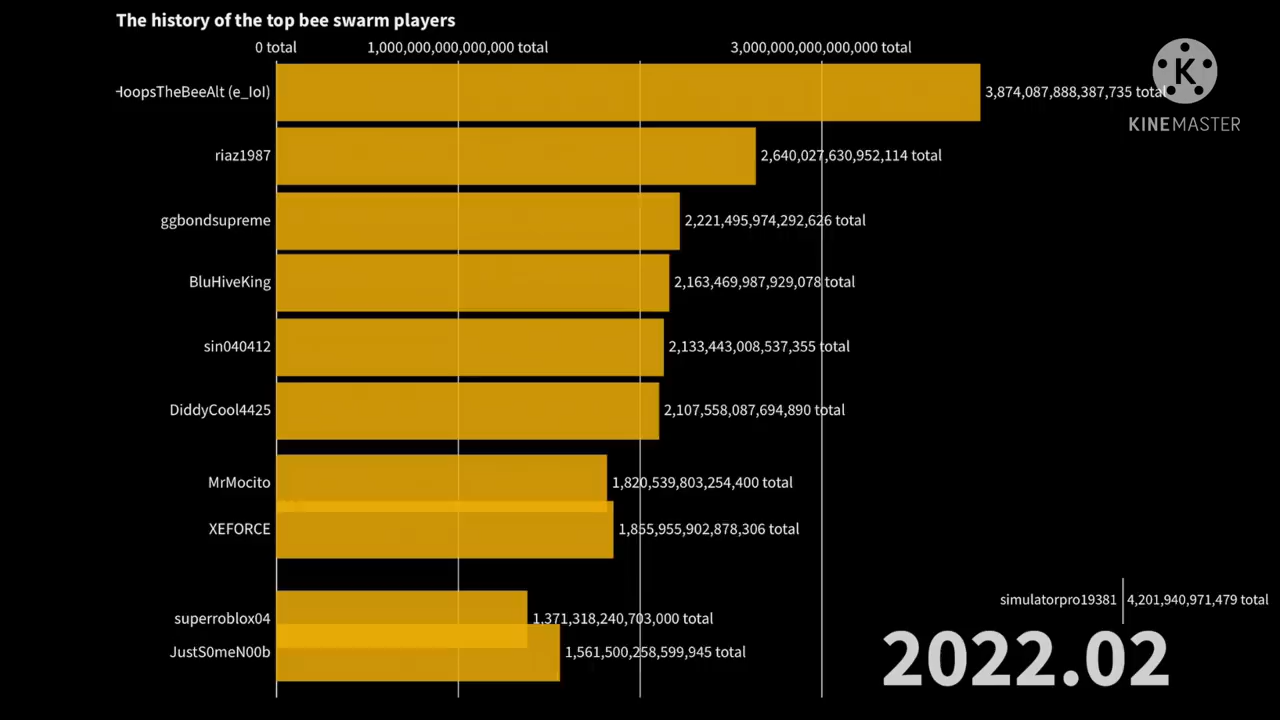 The history of the top bee swarm players
0 total 1,000,000,000,000,000 total 3,000,000,000,000,000 total
HoopsTheBeeAlt (e_IoI) 3,874,087,888,387,735 total
K
KINEMASTER
riaz1987 2,640,027,630,952,114 total
ggbondsupreme 2,221,495,974,292,626 total
BluHiveKing 2,163,469,987,929,078 total
sin040412 2,133,443,008,537,355 total
DiddyCool4425 2,107,558,087,694,890 total
MrMocito 1,820,539,803,254,400 total
XEFORCE 1,855,955,902,878,306 total
simulatorpro19381 4,201,940,971,479 total
superroblox04 1,371,318,240,703,000 total
JustS0meN00b 1,561,500,258,599,945 total
2022.02